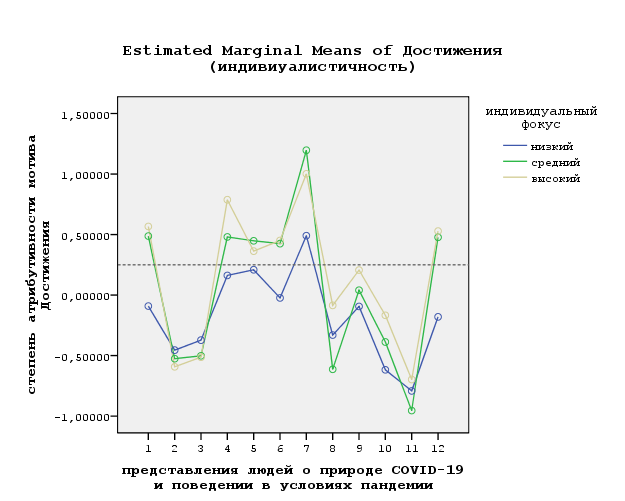 Estimated Marginal Means of Достижения
(индивиуалистичность)
индивидуальный
фокус
низкий
средний
высокий
степень атрибутивности мотива
Достижения
1,50000
1,00000
0,50000
0,00000
-0,50000
-1,00000
1 2 3 4 5 6 7 8 9 10 11 12
представления людей о природе COVID-19
и поведении в условиях пандемии